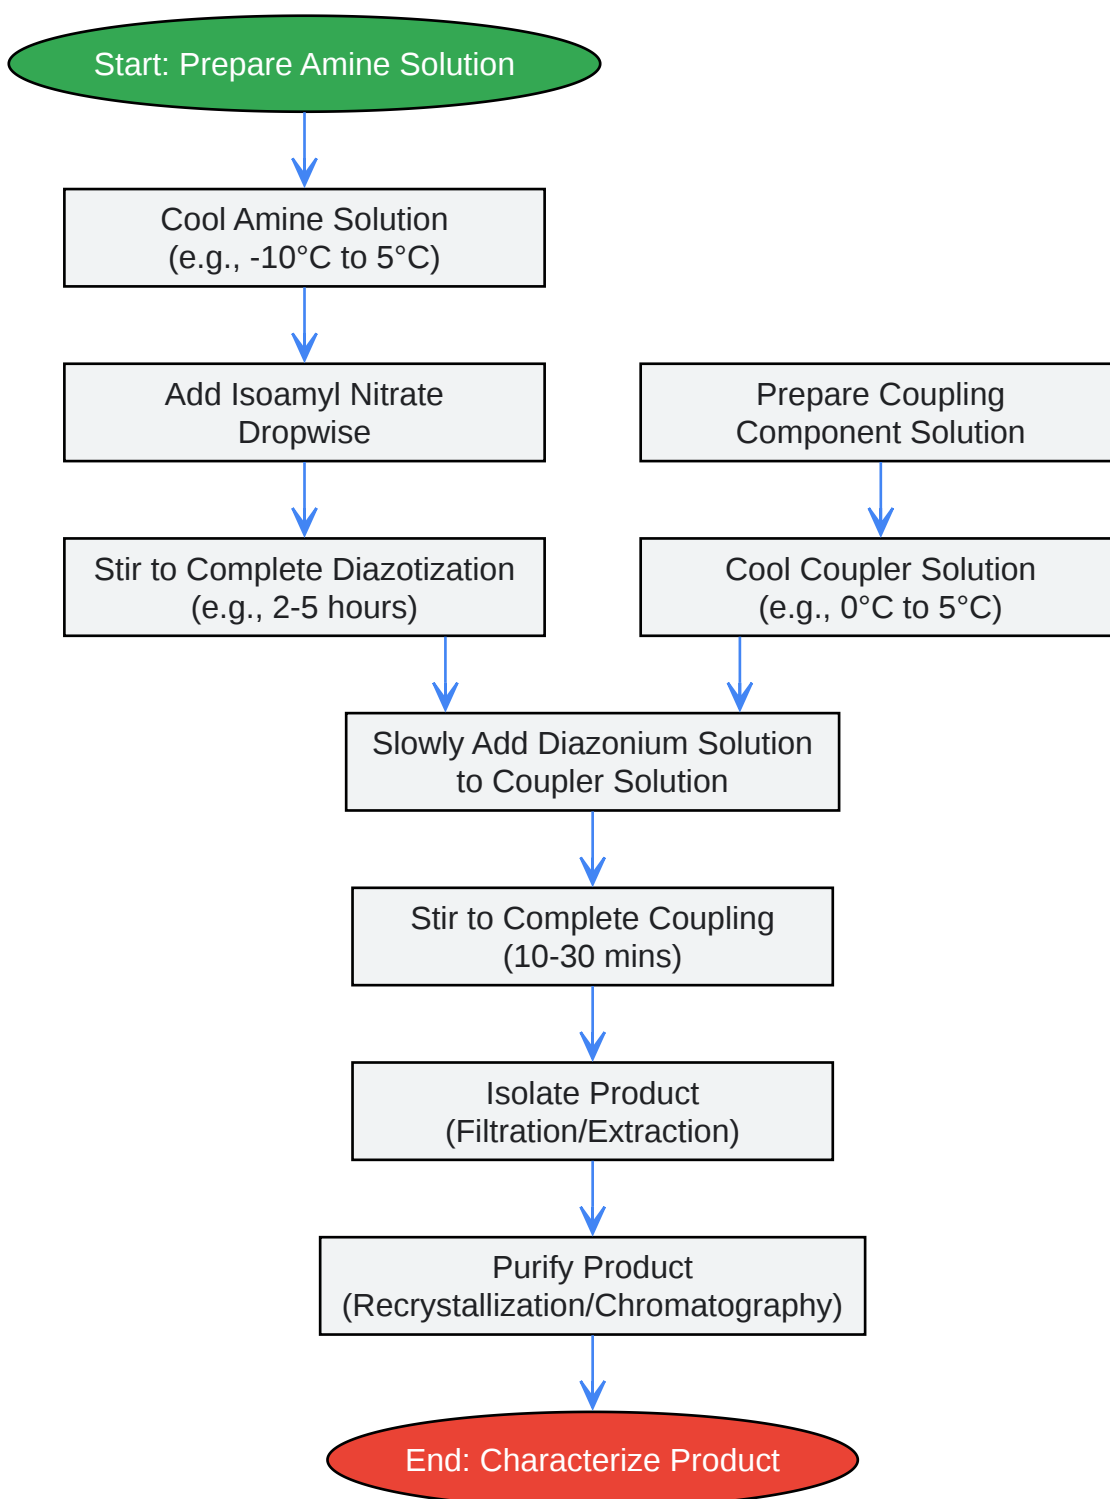 Start: Prepare Amine Solution
Cool Amine Solution
(e.g., -10°C to 5°C)
Add Isoamyl Nitrate
Dropwise
Prepare Coupling
Component Solution
Stir to Complete Diazotization
(e.g., 2-5 hours)
Cool Coupler Solution
(e.g., 0°C to 5°C)
Slowly Add Diazonium Solution
to Coupler Solution
Stir to Complete Coupling
(10-30 mins)
Isolate Product
(Filtration/Extraction)
Purify Product
(Recrystallization/Chromatography)
End: Characterize Product